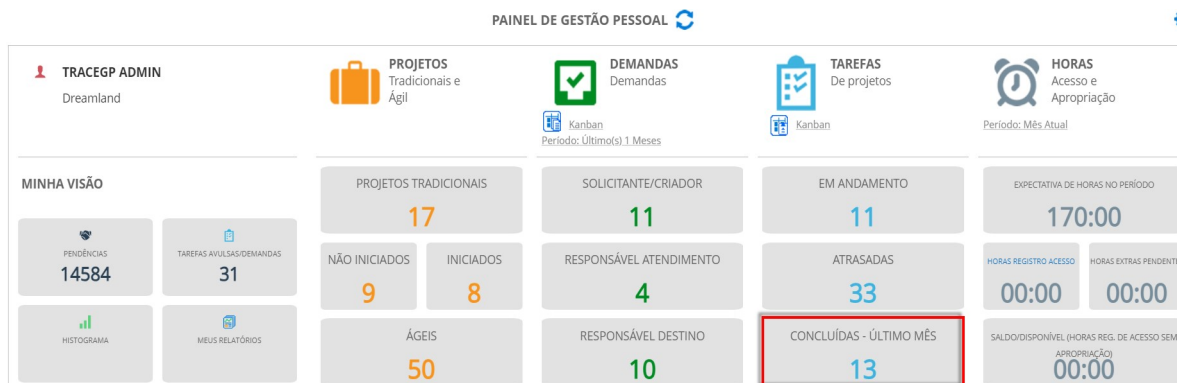 PAINEL DE GESTÃO PESSOAL
TRACEGP ADMIN
Dreamland
PROJETOS
Tradicionais e
Ágil
DEMANDAS
Demandas
Kanban
Período: Último(s) 1 Meses
TAREFAS
De projetos
Kanban
HORAS
Acesso e
Apropriação
Período: Mês Atual
MINHA VISÃO
PENDÊNCIAS
14584
TAREFAS AVULSAS/DEMANDAS
31
HISTOGRAMA
MEUS RELATÓRIOS
PROJETOS TRADICIONAIS
17
NÃO INICIADOS
9
INICIADOS
8
ÁGEIS
50
SOLICITANTE/CRIADOR
11
RESPONSÁVEL ATENDIMENTO
4
RESPONSÁVEL DESTINO
10
EM ANDAMENTO
11
ATRASADAS
33
CONCLUÍDAS - ÚLTIMO MÊS
13
EXPECTATIVA DE HORAS NO PERÍODO
170:00
HORAS REGISTRO ACESSO
00:00
HORAS EXTRAS PENDENTE
00:00
SALDO/DISPONÍVEL (HORAS REG. DE ACESSO SEM
APROPRIAÇÃO)
00:00